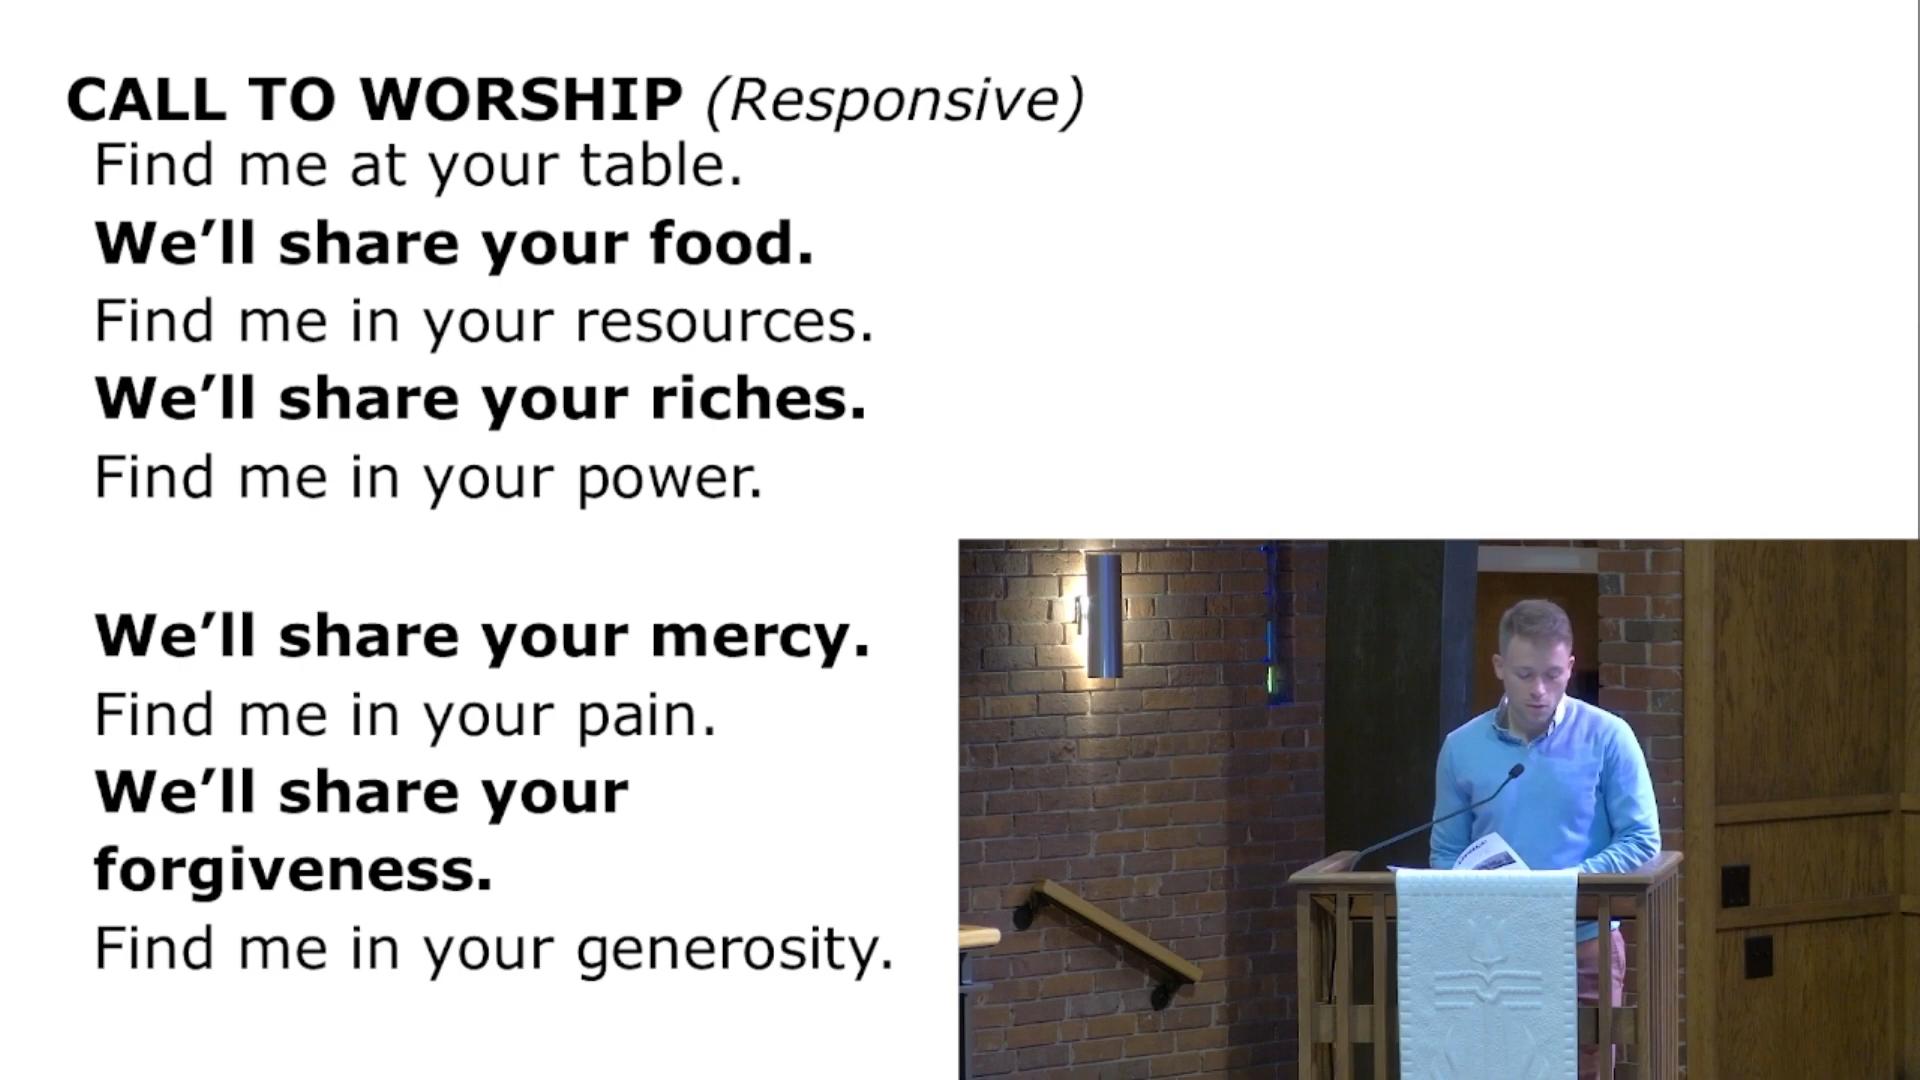 CALL TO WORSHIP (Responsive)
Find me at your table.
We’ll share your food.
Find me in your resources.
We’ll share your riches.
Find me in your power.
We’ll share your mercy.
Find me in your pain.
We’ll share your
forgiveness.
Find me in your generosity.